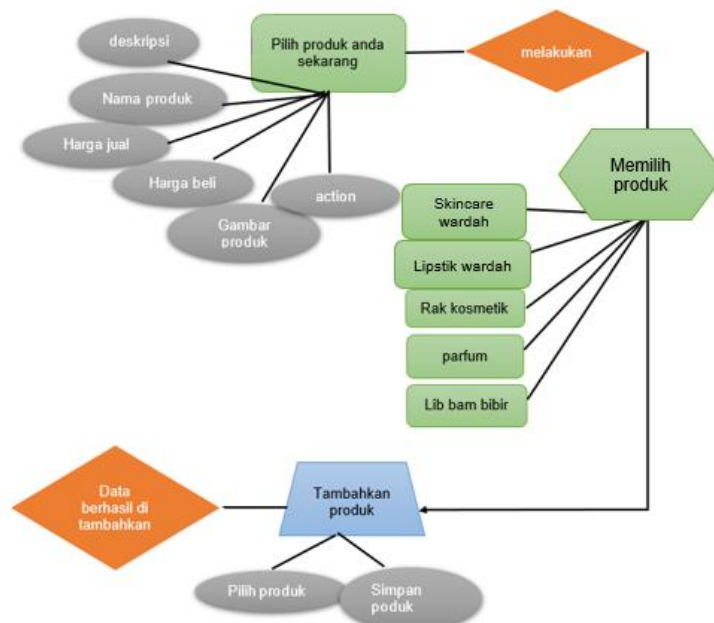 deskripsi
Pilih produk anda
sekarang
melakukan
Nama produk
Harga jual
Harga beli
action
Gambar
produk
Memilih
produk
Skincare
wardah
Lipstik wardah
Rak kosmetik
parfum
Lib bam bibir
Data
berhasil di
tambahkan
Tambahkan
produk
Pilih produk
Simpan
poduk